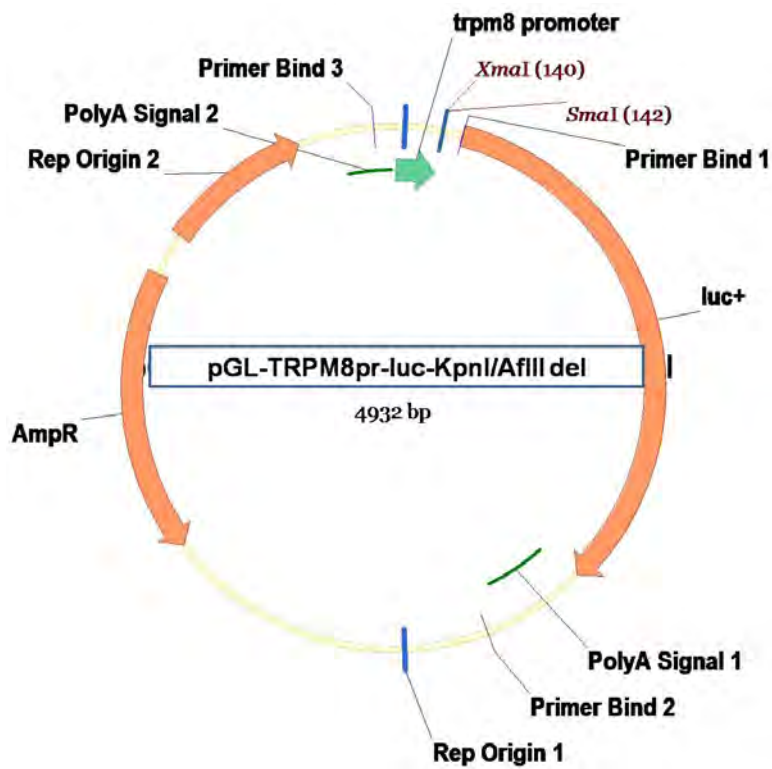 trpm8 promoter
Primer Bind 3
XmaI (140)
PolyA Signal 2
SmaI (142)
Rep Origin 2
Primer Bind 1
luc+
pGL-TRPM8pr-luc-KpnI/AflII del
4932 bp
AmpR
PolyA Signal 1
Primer Bind 2
Rep Origin 1